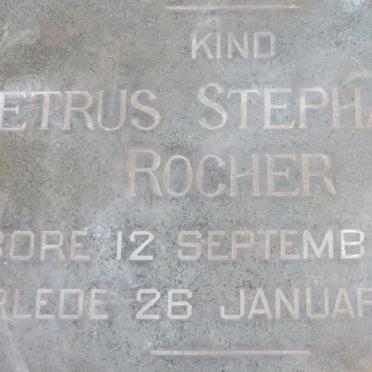 KIND
ETRUS STEPHA
ROCHER
BORE 12 SEPTEMB
RLEDE 26 JANUAR